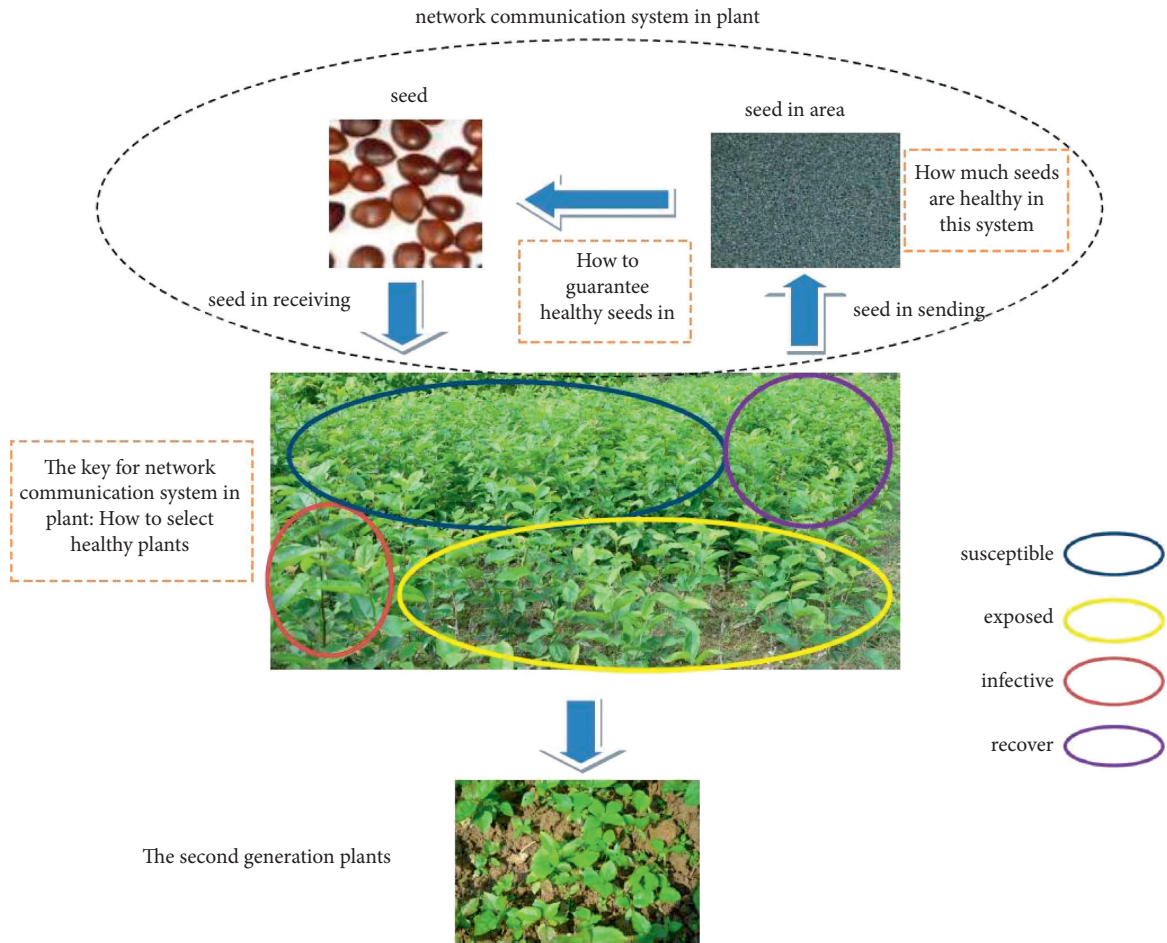 network communication system in plant
seed
seed in area
How much seeds
are healthy in
this system
How to
guarantee
healthy seeds in
seed in receiving
seed in sending
The key for network
communication system in
plant: How to select
healthy plants
susceptible
exposed
infective
recover
The second generation plants